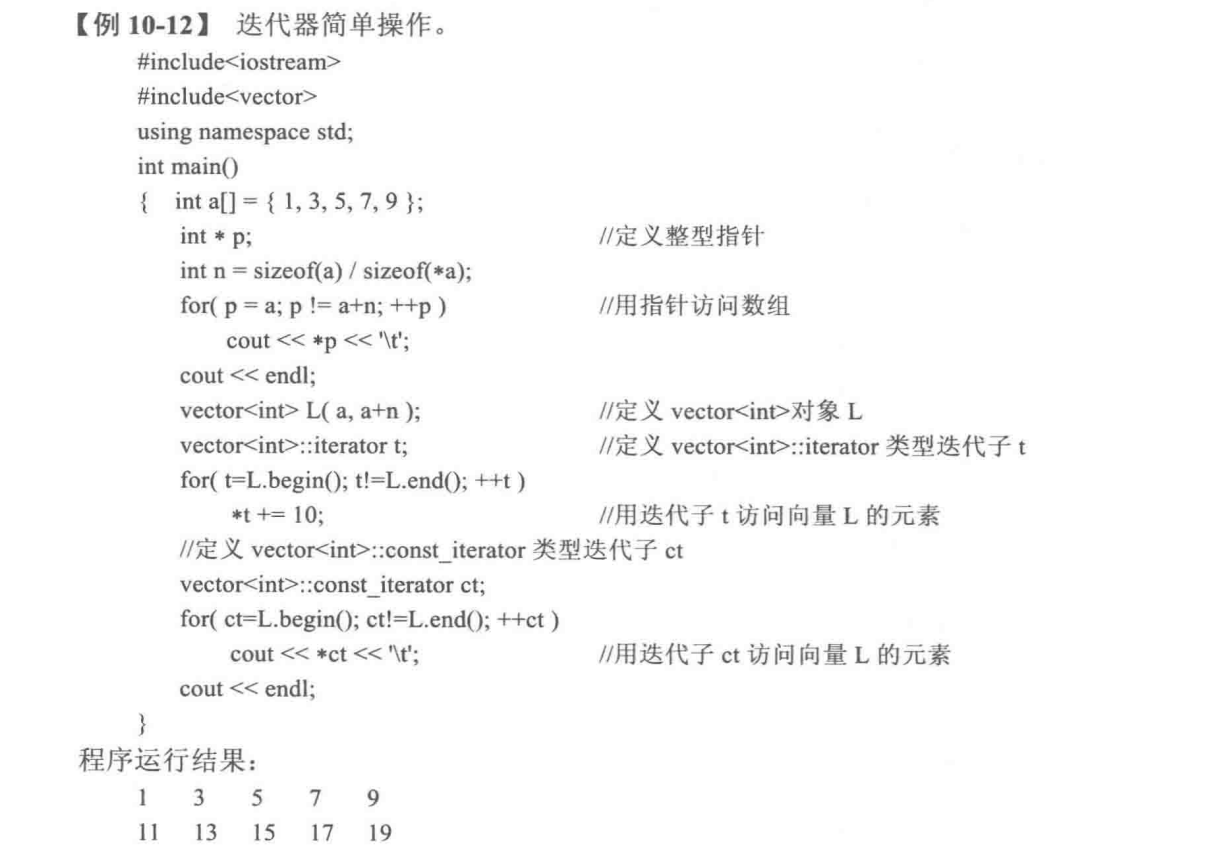 【例 10-12】 迭代器简单操作。
#include<iostream>
#include<vector>
using namespace std;
int main()
{ int a[] = { 1, 3, 5, 7, 9 };
int * p; //定义整型指针
int n = sizeof(a) / sizeof(*a);
for( p = a; p != a+n; ++p ) //用指针访问数组
cout << *p << '\t';
cout << endl;
vector<int> L( a, a+n ); //定义 vector<int>对象 L
vector<int>::iterator t; //定义 vector<int>::iterator 类型迭代子 t
for( t=L.begin(); t!=L.end(); ++t )
*t += 10; //用迭代子 t 访问向量 L 的元素
//定义 vector<int>::const_iterator 类型迭代子 ct
vector<int>::const_iterator ct;
for( ct=L.begin(); ct!=L.end(); ++ct )
cout << *ct << '\t'; //用迭代子 ct 访问向量 L 的元素
cout << endl;
}
程序运行结果：
1 3 5 7 9
11 13 15 17 19